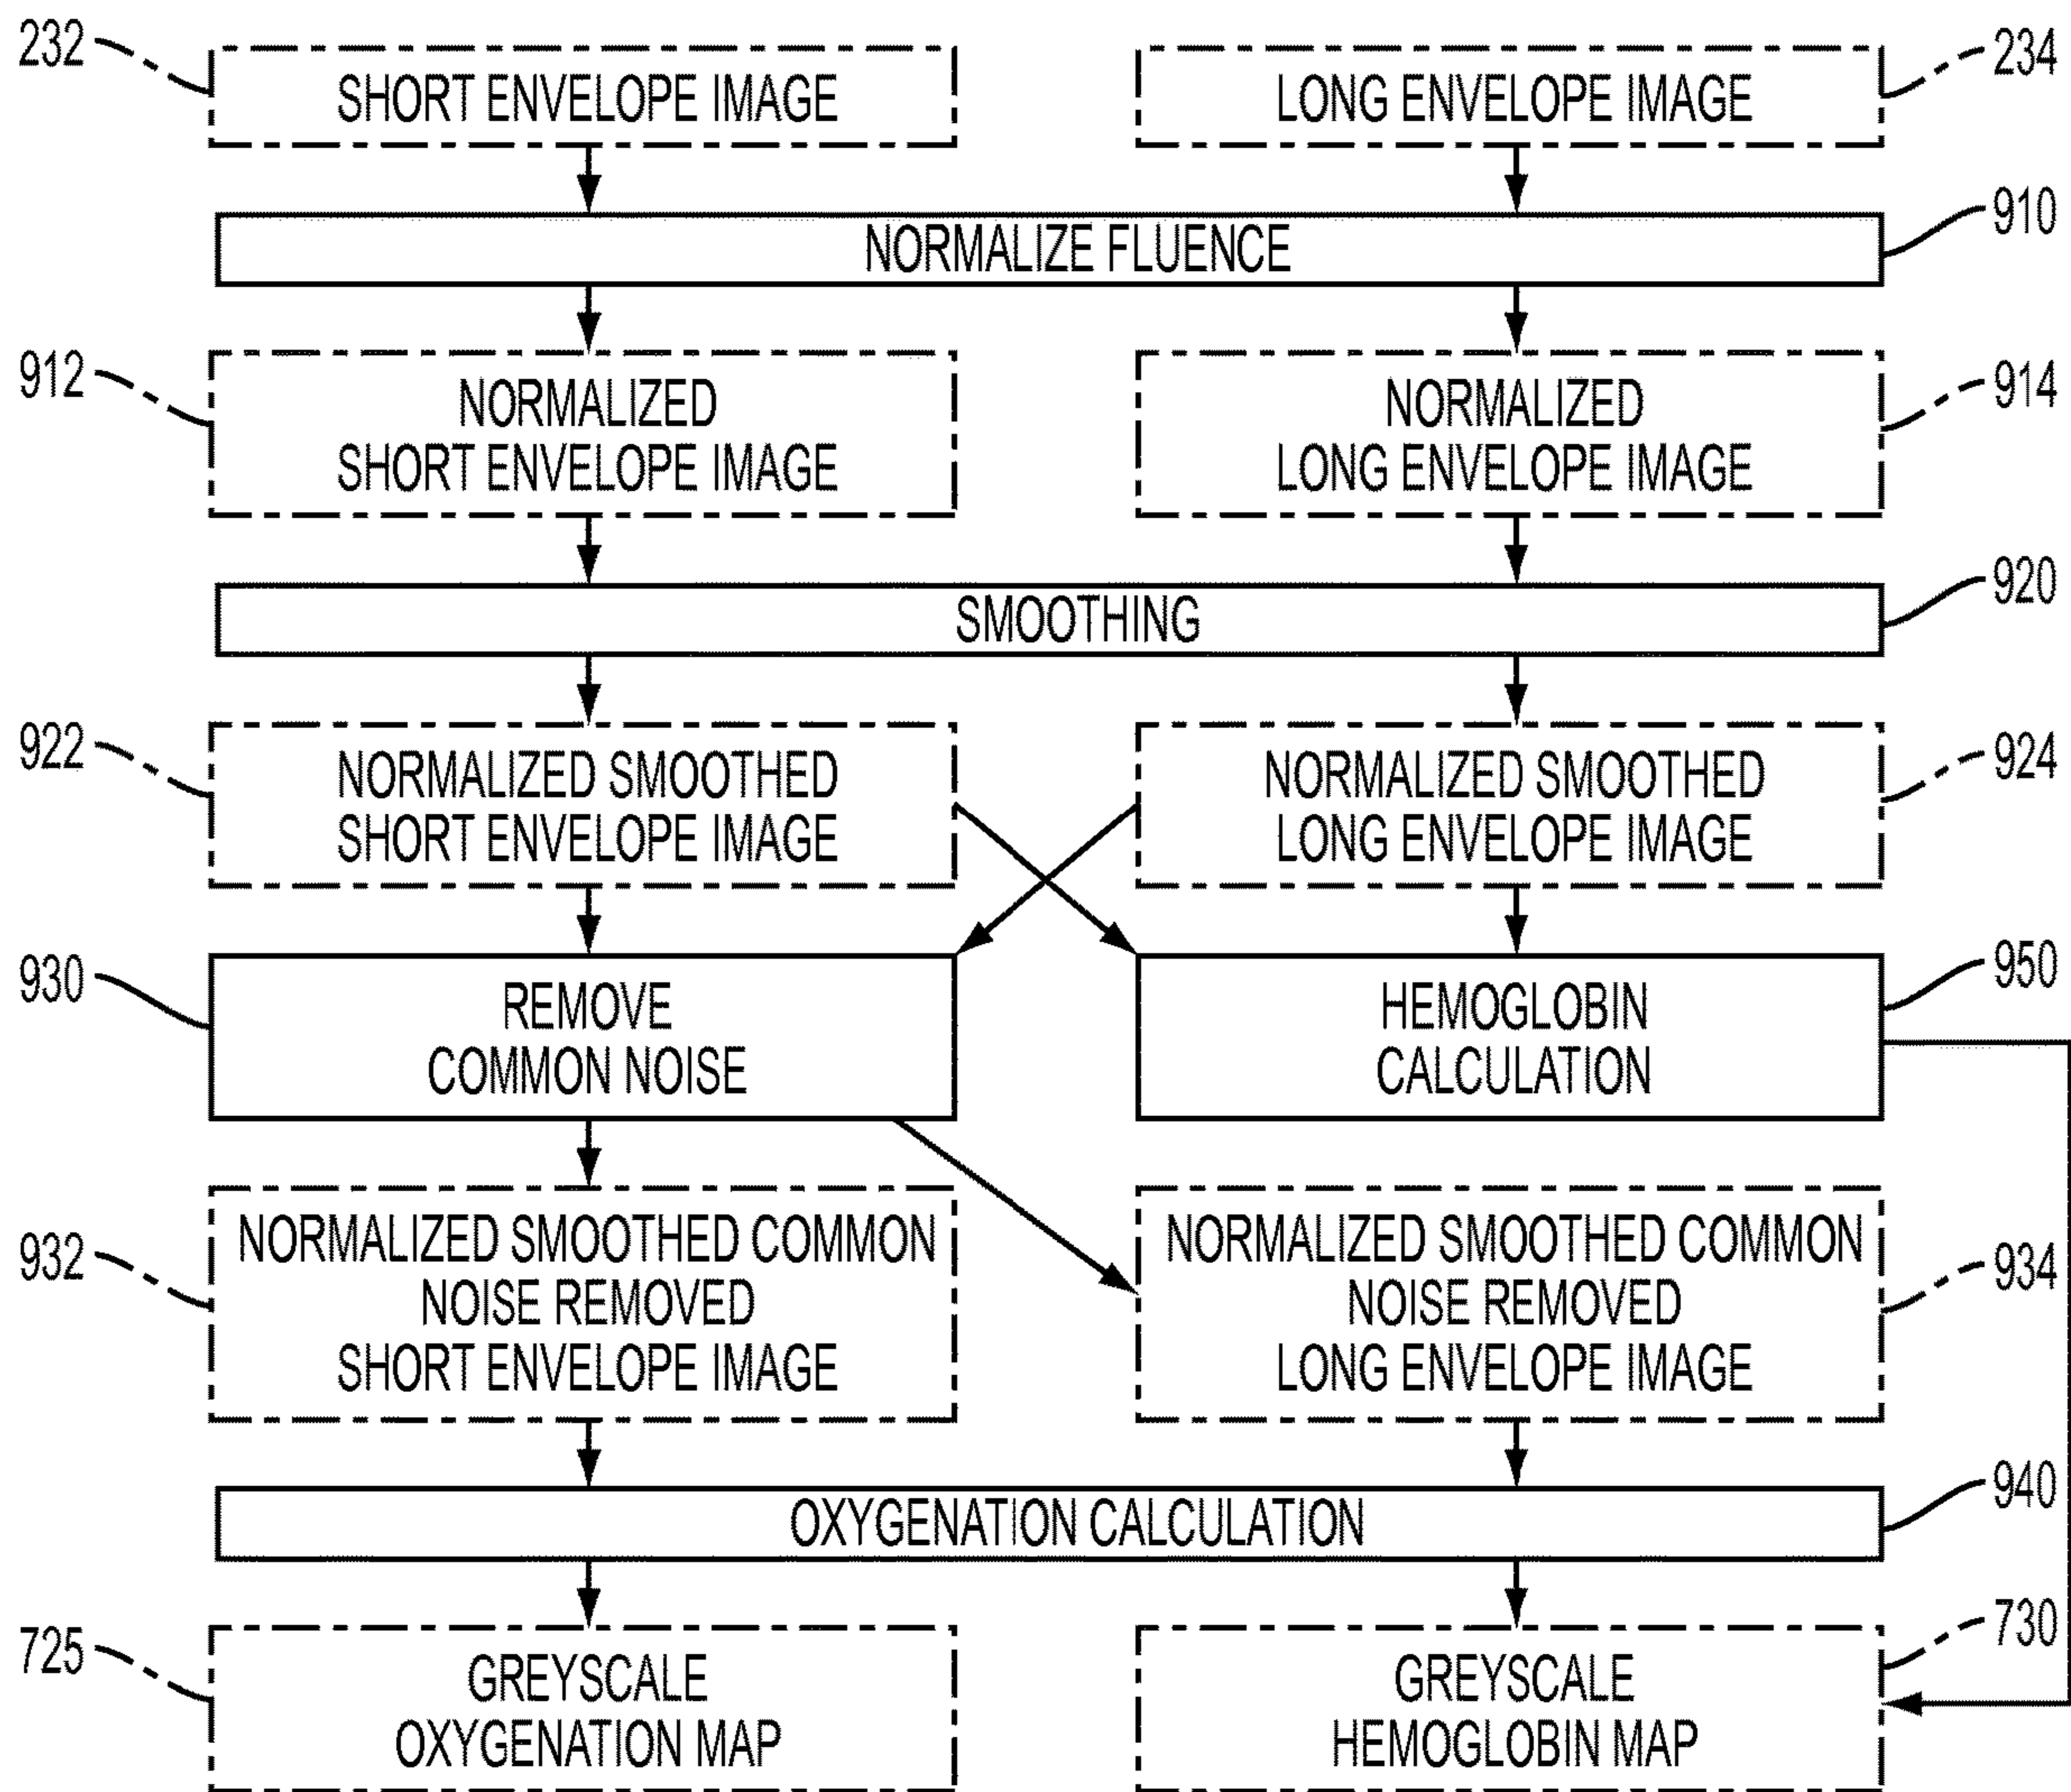 232
SHORT ENVELOPE IMAGE
LONG ENVELOPE IMAGE
234
NORMALIZE FLUENCE
910
912
NORMALIZED
SHORT ENVELOPE IMAGE
NORMALIZED
LONG ENVELOPE IMAGE
914
SMOOTHING
920
922
NORMALIZED SMOOTHED
SHORT ENVELOPE IMAGE
NORMALIZED SMOOTHED
LONG ENVELOPE IMAGE
924
930
REMOVE
COMMON NOISE
HEMOGLOBIN
CALCULATION
950
932
NORMALIZED SMOOTHED COMMON
NOISE REMOVED
SHORT ENVELOPE IMAGE
NORMALIZED SMOOTHED COMMON
NOISE REMOVED
LONG ENVELOPE IMAGE
934
OXYGENATION CALCULATION
940
725
GREYSCALE
OXYGENATION MAP
GREYSCALE
HEMOGLOBIN MAP
730